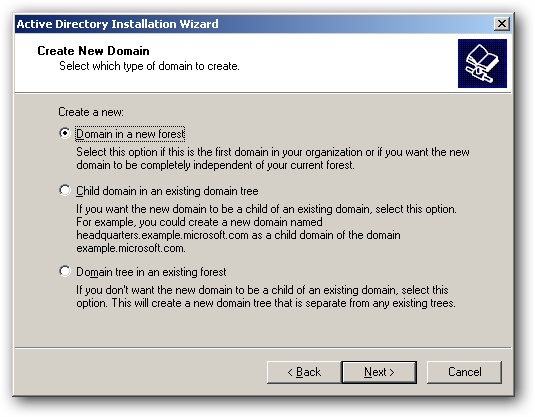 Active Directory Installation Wizard
Create New Domain
Select which type of domain to create.
Create a new:
Domain in a new forest
Select this option if this is the first domain in your organization or if you want the new
domain to be completely independent of your current forest.
Child domain in an existing domain tree
If you want the new domain to be a child of an existing domain, select this option.
For example, you could create a new domain named
headquarters.example.microsoft.com as a child domain of the domain
example.microsoft.com.
Domain tree in an existing forest
If you don't want the new domain to be a child of an existing domain, select this
option. This will create a new domain tree that is separate from any existing trees.
< Back
Next >
Cancel